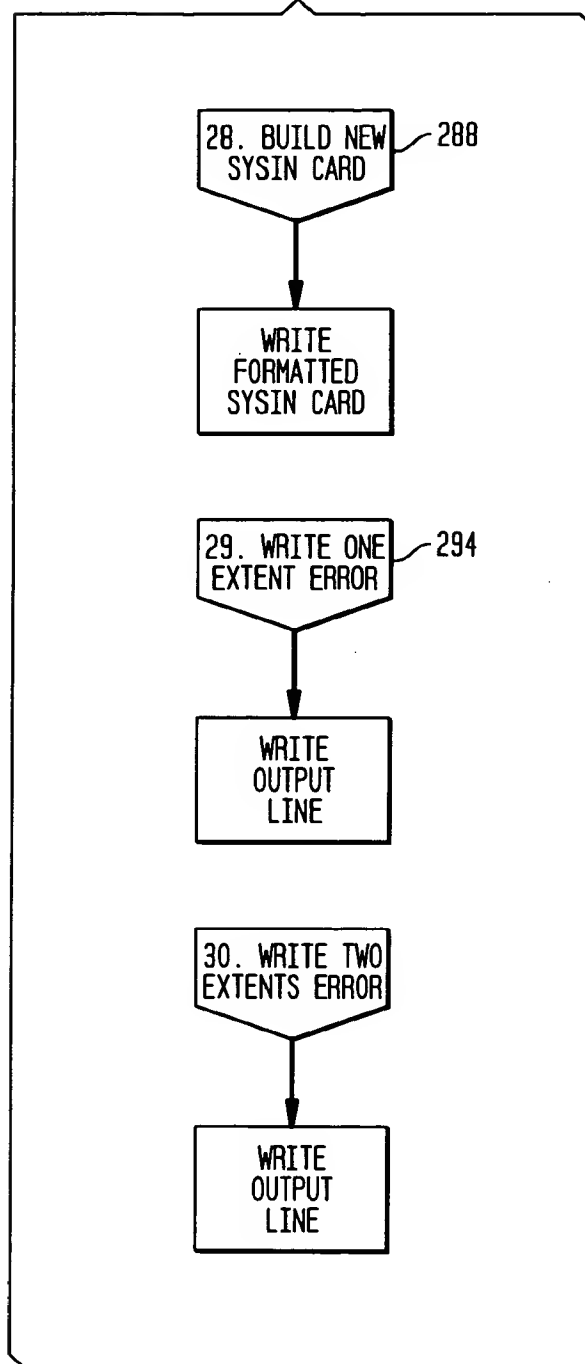 28. BUILD NEW
SYSIN CARD
288
WRITE
FORMATTED
SYSIN CARD
29. WRITE ONE
EXTENT ERROR
294
WRITE
OUTPUT
LINE
30. WRITE TWO
EXTENTS ERROR
WRITE
OUTPUT
LINE